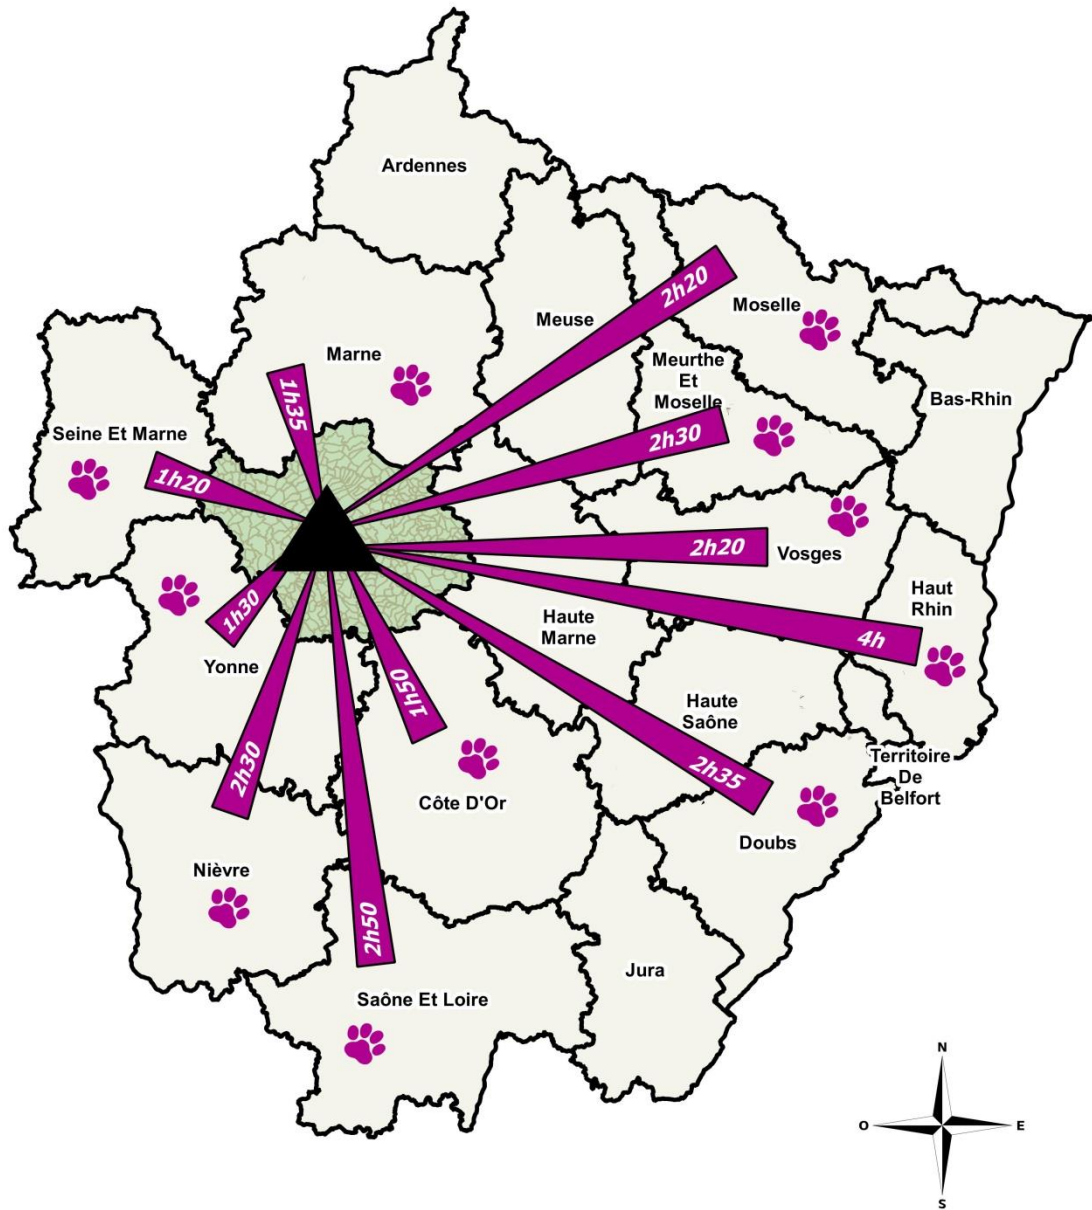 Ardennes
2h20
Moselle
Meuse
Marne
Meurthe
Et
Moselle
1h35
Bas-Rhin
Seine Et Marne
2h30
1h20
2h20
Vosges
Haut
Rhin
1h30
Haute
Marne
4h
Yonne
1h50
Haute
Saône
2h30
2h35
Territoire
De
Belfort
Côte D'Or
Doubs
Nièvre
2h50
Jura
Saône Et Loire
N
O
E
S